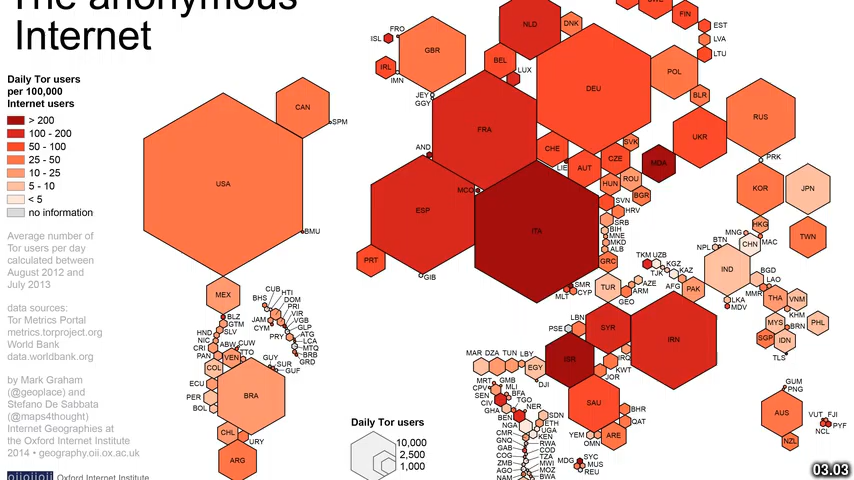 The anonymous
Internet
Daily Tor users
per 100,000
Internet users
> 200
100 - 200
50 - 100
25 - 50
10 - 25
5 - 10
< 5
no information
Average number of
Tor users per day
calculated between
August 2012 and
July 2013
data sources:
Tor Metrics Portal
metrics.torproject.org
World Bank
data.worldbank.org
by Mark Graham
(@geoplace) and
Stefano De Sabbata
(@maps4thought)
Internet Geographies at
the Oxford Internet Institute
2014 • geography.oii.ox.ac.uk
Oxford Internet Institute
CAN
SPM
USA
BMU
MEX
BLZ
GTM
SLV
HND
NIC
CRI
PAN
ABW
CUW
TTO
VEN
COL
ECU
PER
BOL
BRA
CHL
URY
ARG
GUY
SUR
GUF
CUB
BHS
HTI
DOM
PRI
VIR
VGB
JAM
CYM
GLP
PRY
ATG
LCA
MTQ
BRB
GRD
FRO
ISL
IRL
IMN
GBR
JEY
GGY
NLD
DNK
BEL
LUX
DEU
FIN
EST
LVA
LTU
POL
BLR
UKR
RUS
FRA
AND
MCO
ESP
PRT
GIB
ITA
CHE
LIE
AUT
CZE
SVK
HUN
ROU
MDA
BGR
SVN
HRV
SRB
BIH
MNE
MKD
ALB
GRC
MLT
SMR
CYP
TUR
GEO
AZE
ARM
TKM
UZB
TJK
KGZ
KAZ
AFG
PAK
PRK
KOR
JPN
HKG
TWN
MNG
MAC
CHN
BTN
NPL
IND
LKA
MDV
BGD
LAO
MMR
THA
VNM
KHM
MYS
BRN
PHL
SGP
IDN
TLS
LBN
PSE
SYR
ISR
IRQ
KWT
JOR
IRN
SAU
BHR
QAT
YEM
OMN
ARE
MAR
DZA
TUN
LBY
EGY
DJI
MRT
GMB
CPV
MLI
SEN
BFA
CIV
TGO
GHA
NER
BEN
SDN
NGA
ETH
UGA
CMR
KEN
GNQ
RWA
GAB
COD
COG
TZA
ZMB
MWI
AGO
MOZ
NAM
BWA
MDG
SYC
MUS
REU
GUM
PNG
AUS
NZL
VUT
FJI
PYF
NCL
Daily Tor users
10,000
2,500
1,000
03.03